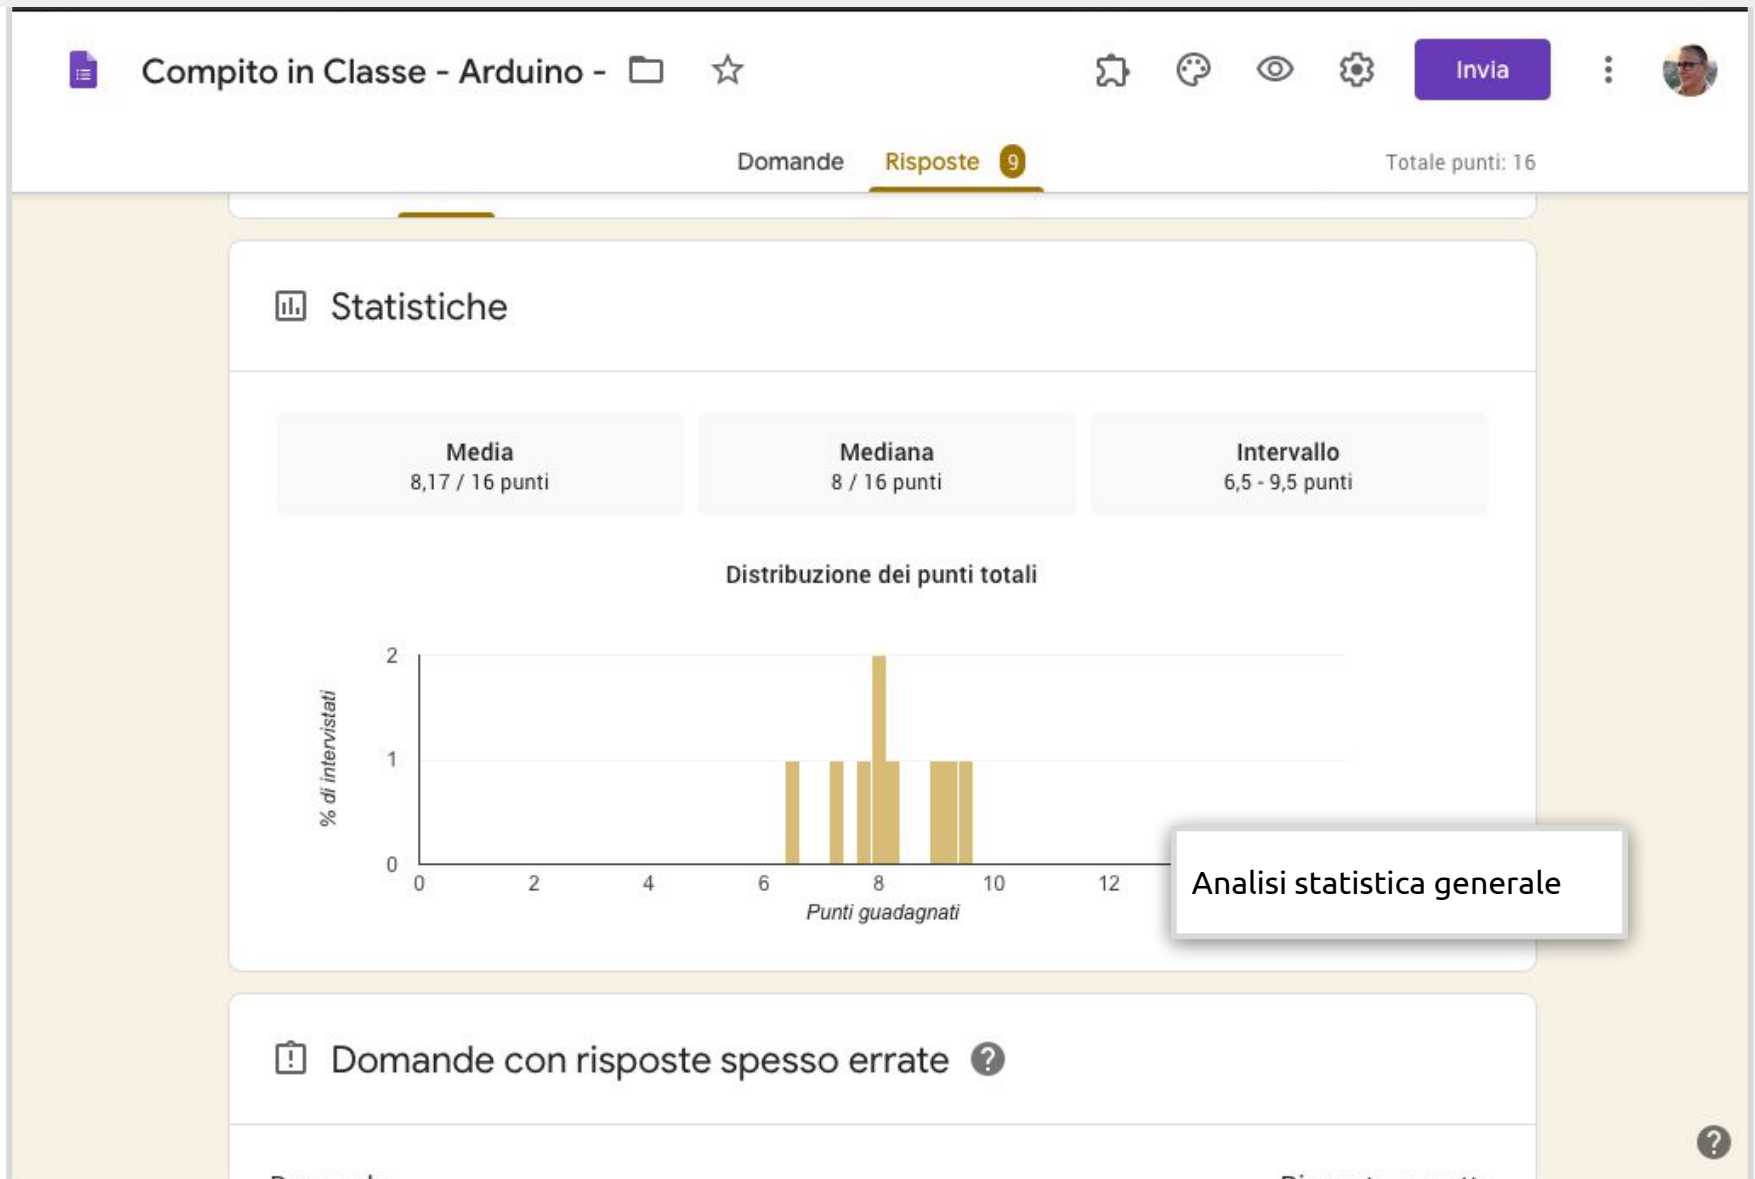 Compito in Classe - Arduino -
Invia
Domande
Risposte 9
Totale punti: 16
Statistiche
Media
8,17 / 16 punti
Mediana
8 / 16 punti
Intervallo
6,5 - 9,5 punti
Distribuzione dei punti totali
% di intervistati
2
1
0
0 2 4 6 8 10 12
Punti guadagnati
Analisi statistica generale
Domande con risposte spesso errate